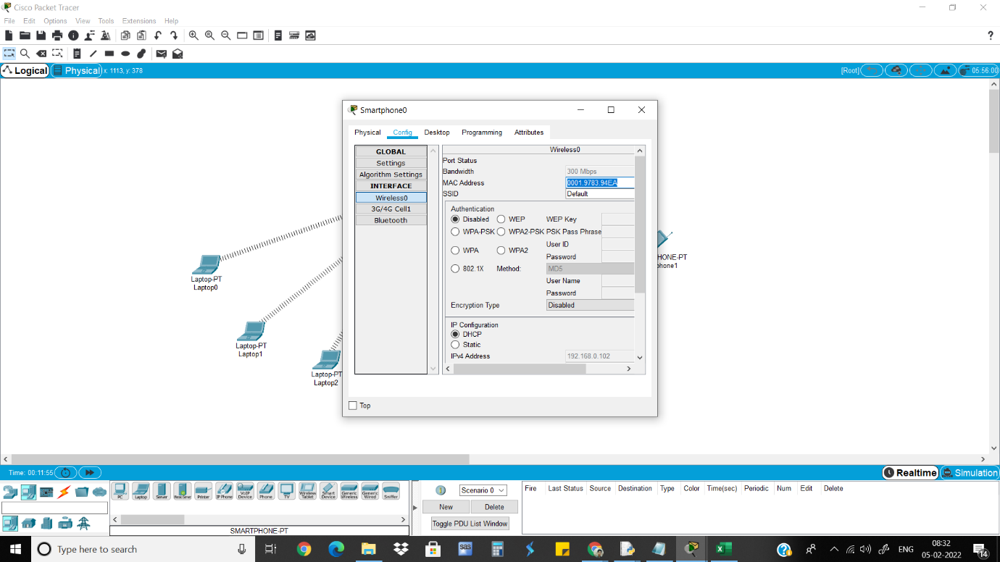 Cisco Packet Tracer
File Edit Options View Tools Extensions Help
?
Logical Physical x: 1113, y: 378 [Root] 05:56:00
Smartphone0
Physical Config Desktop Programming Attributes
GLOBAL
Settings
Algorithm Settings
INTERFACE
Wireless0
3G/4G Cell1
Bluetooth
Wireless0
Port Status
Bandwidth 300 Mbps
MAC Address 0001.9783.94EA
SSID Default
Authentication
Disabled WEP WEP Key
WPA-PSK WPA2-PSK PSK Pass Phrase
User ID
WPA WPA2
Password
802.1X Method: MD5
User Name
Password
Encryption Type Disabled
IP Configuration
DHCP
Static
IPv4 Address 192.168.0.102
Top
Laptop-PT
Laptop0
Laptop-PT
Laptop1
Laptop-PT
Laptop2
HONE-PT
phone1
Time: 00:11:55 Realtime Simulation
PC Laptop Server Printer IP Phone VoIP Device Phone TV Wireless Tablet Smart Device Generic Wireless Generic Wired Sniffer
SMARTPHONE-PT
Scenario 0
New Delete
Toggle PDU List Window
Fire Last Status Source Destination Type Color Time(sec) Periodic Num Edit Delete
Type here to search
sas
ENG
08:32
05-02-2022
14